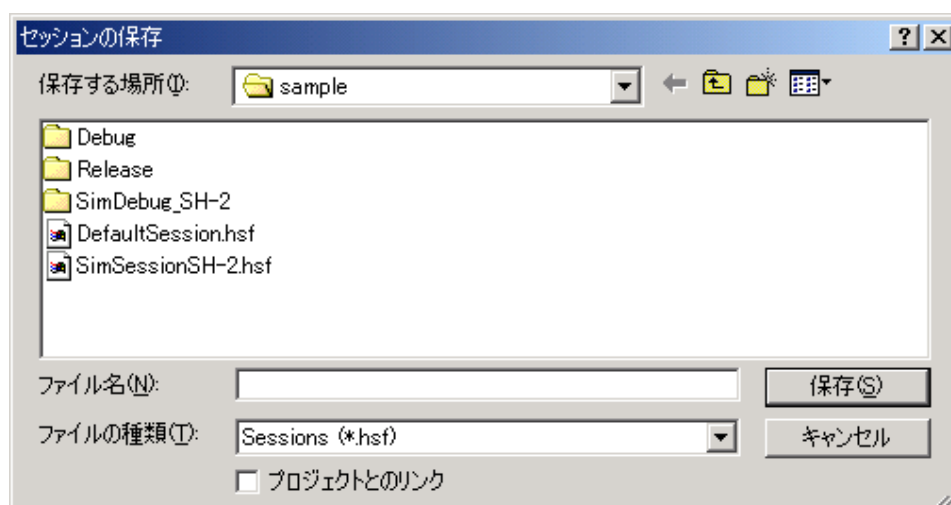 セッションの保存
保存する場所(I):
sample
Debug
Release
SimDebug_SH-2
DefaultSession.hsf
SimSessionSH-2.hsf
ファイル名(N):
保存(S)
ファイルの種類(T):
Sessions (*.hsf)
キャンセル
プロジェクトとのリンク